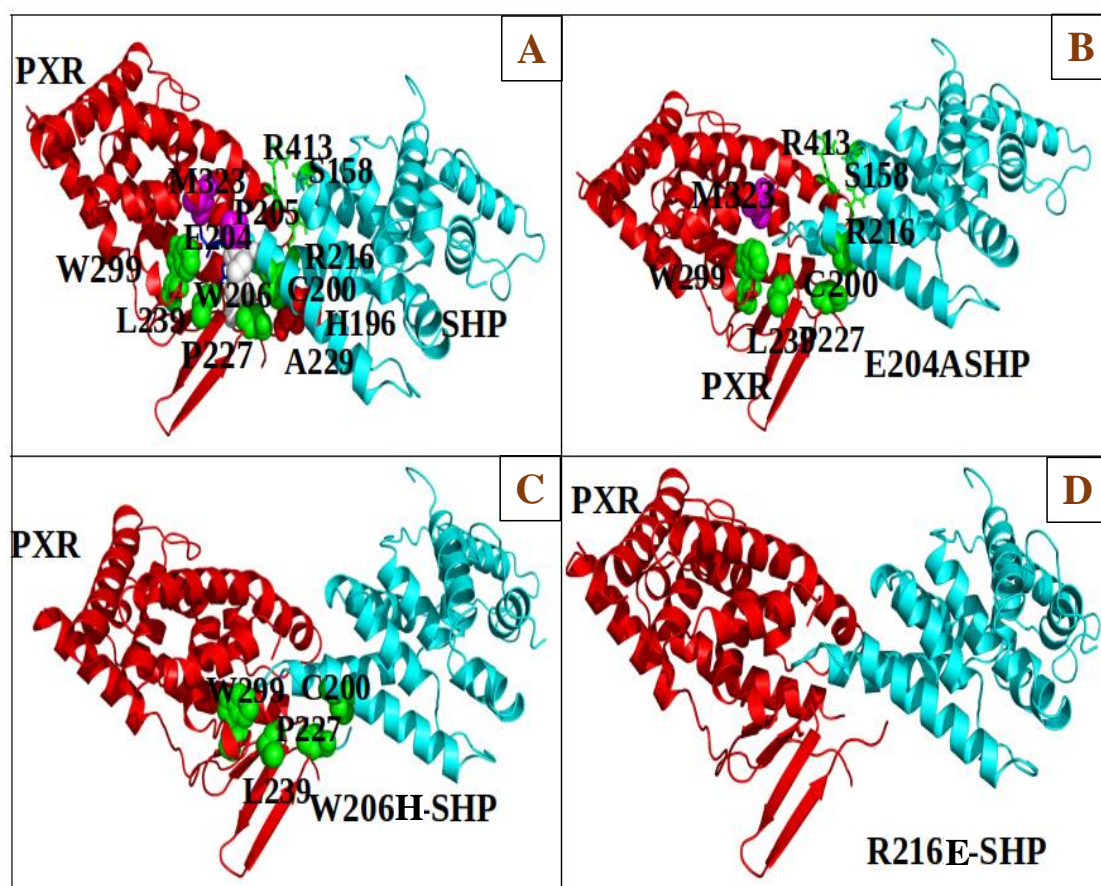 A
PXR
R413
S158
M323
P205
E204
W299
R216
W206
C200
L239
H196
SHP
P227
A229
B
R413
S158
M323
R216
W299
C200
P227
E204ASHP
PXR
C
PXR
W299
C200
P227
L239
W206H-SHP
D
PXR
R216E-SHP